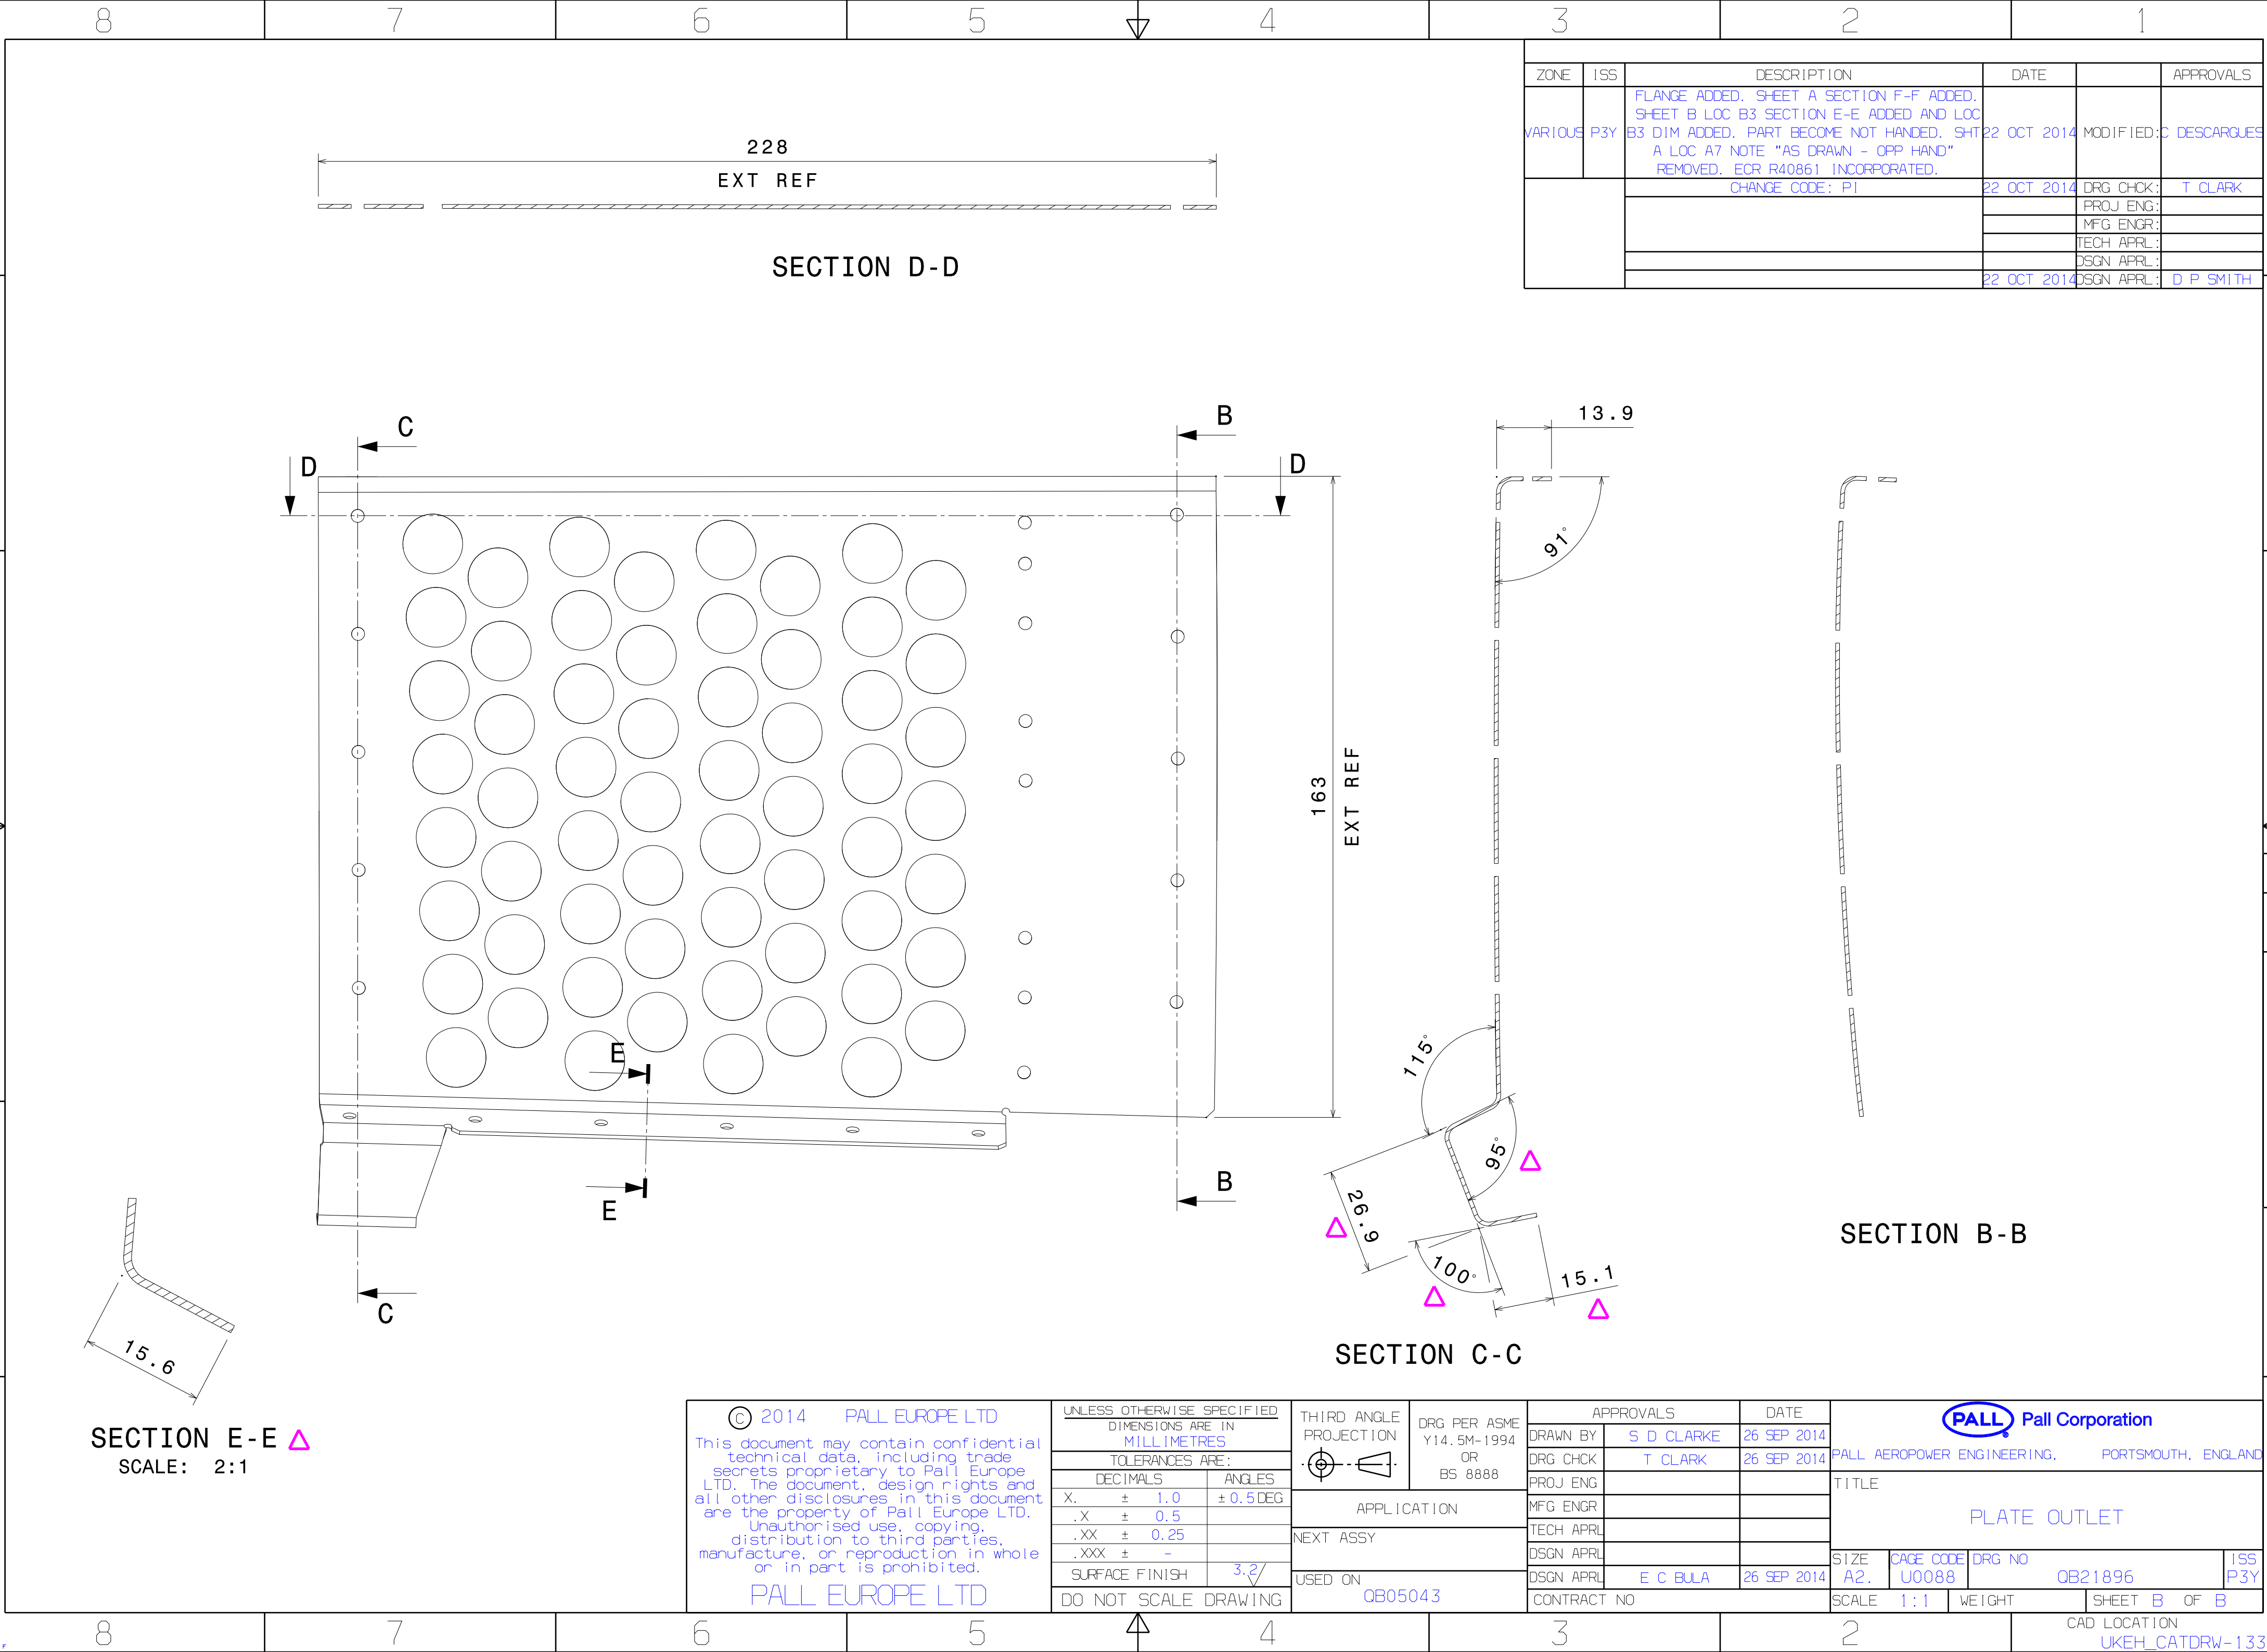 8 7 6 5 4 3 2 1
ZONE ISS DESCRIPTION DATE APPROVALS
FLANGE ADDED. SHEET A SECTION F-F ADDED.
SHEET B LOC B3 SECTION E-E ADDED AND LOC
VARIOUS P3Y B3 DIM ADDED. PART BECOME NOT HANDED. SHT 22 OCT 2014 MODIFIED: C DESCARGUES
A LOC A7 NOTE "AS DRAWN - OPP HAND"
REMOVED. ECR R40861 INCORPORATED.
CHANGE CODE: PI 22 OCT 2014 DRG CHCK: T CLARK
PROJ ENG:
MFG ENGR:
TECH APRL:
DSGN APRL:
22 OCT 2014 DSGN APRL: D P SMITH
228
EXT REF
SECTION D-D
C
B
D
D
13.9
91°
163
EXT REF
115°
95°
26.9
100°
15.1
E
E
B
C
SECTION B-B
SECTION C-C
15.6
SECTION E-E
SCALE: 2:1
© 2014 PALL EUROPE LTD
This document may contain confidential
technical data, including trade
secrets proprietary to Pall Europe
LTD. The document, design rights and
all other disclosures in this document
are the property of Pall Europe LTD.
Unauthorised use, copying,
distribution to third parties,
manufacture, or reproduction in whole
or in part is prohibited.
PALL EUROPE LTD
UNLESS OTHERWISE SPECIFIED
DIMENSIONS ARE IN
MILLIMETRES
TOLERANCES ARE:
DECIMALS ANGLES
X. ± 1.0 ± 0.5 DEG
.X ± 0.5
.XX ± 0.25
.XXX ± -
SURFACE FINISH 3.2
DO NOT SCALE DRAWING
THIRD ANGLE
PROJECTION
DRG PER ASME
Y14.5M-1994
OR
BS 8888
APPLICATION
NEXT ASSY
USED ON
QB05043
APPROVALS DATE
DRAWN BY S D CLARKE 26 SEP 2014
DRG CHCK T CLARK 26 SEP 2014
PROJ ENG
MFG ENGR
TECH APRL
DSGN APRL
DSGN APRL E C BULA 26 SEP 2014
CONTRACT NO
PALL Pall Corporation
PALL AEROPOWER ENGINEERING, PORTSMOUTH, ENGLAND
TITLE
PLATE OUTLET
SIZE CAGE CODE DRG NO ISS
A2. U0088 QB21896 P3Y
SCALE 1:1 WEIGHT SHEET B OF B
8 7 6 5 4 3 2
CAD LOCATION
UKEH_CATDRW-133
F